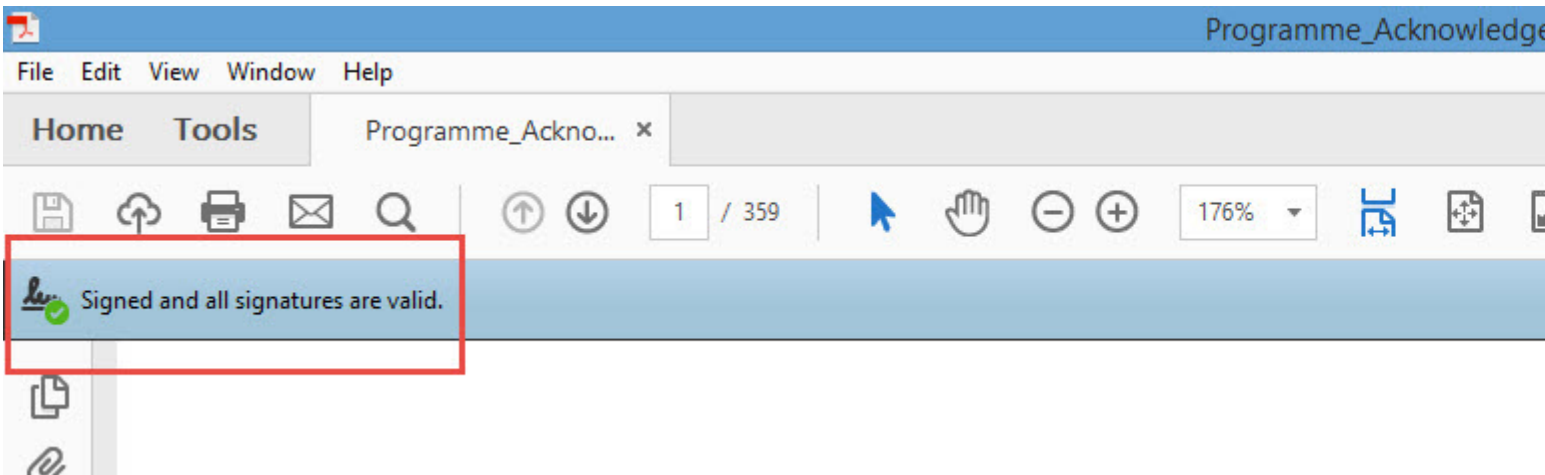 Programme_Acknowledge
File Edit View Window Help
Home Tools Programme_Ackno... ×
1 / 359 176%
Signed and all signatures are valid.